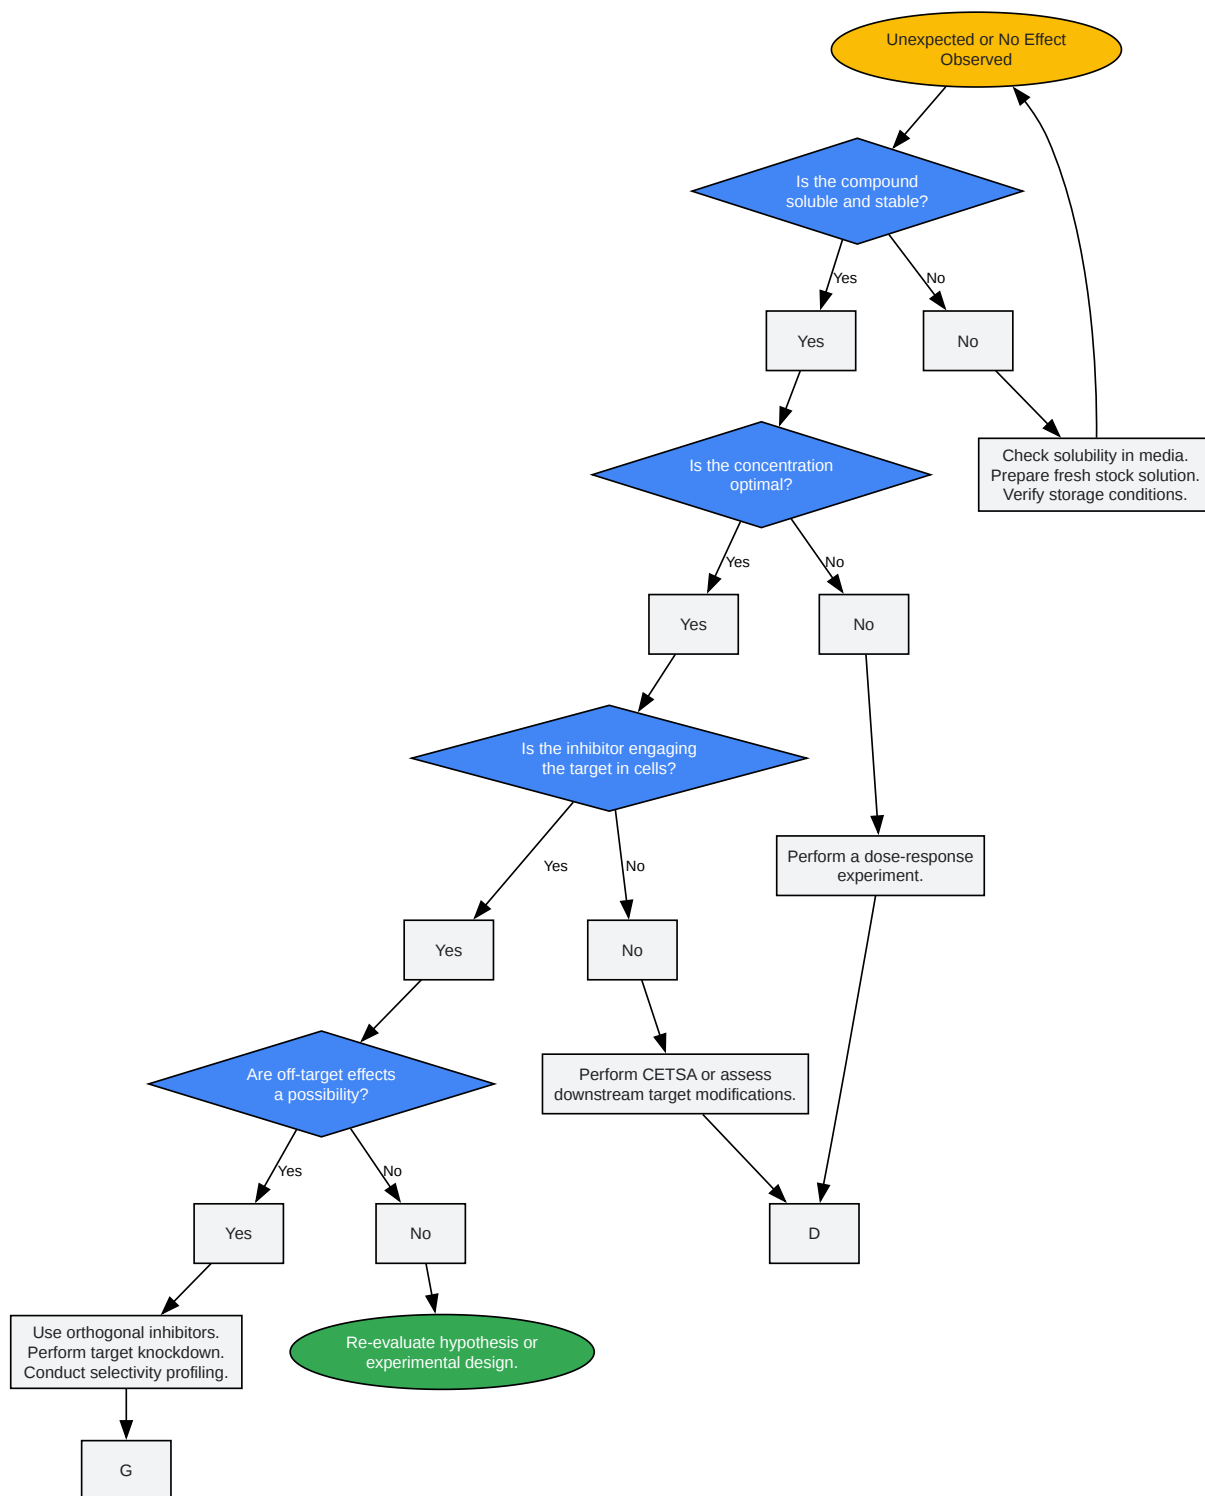 Unexpected or No Effect
Observed
Is the compound
soluble and stable?
Yes
No
Yes
No
Check solubility in media.
Prepare fresh stock solution.
Verify storage conditions.
Is the concentration
optimal?
Yes
No
Yes
No
Is the inhibitor engaging
the target in cells?
Perform a dose-response
experiment.
Yes
No
Yes
No
Are off-target effects
a possibility?
Perform CETSA or assess
downstream target modifications.
Yes
No
Yes
No
D
Use orthogonal inhibitors.
Perform target knockdown.
Conduct selectivity profiling.
Re-evaluate hypothesis or
experimental design.
G